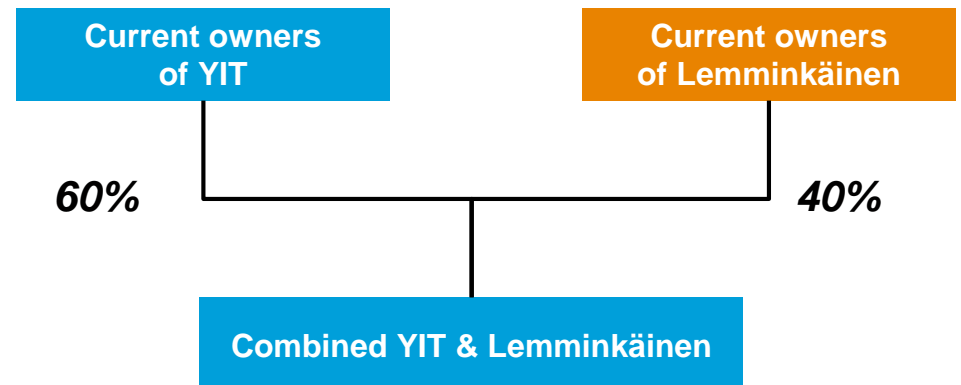 Current owners
of YIT
Current owners
of Lemminkäinen
60%
40%
Combined YIT & Lemminkäinen